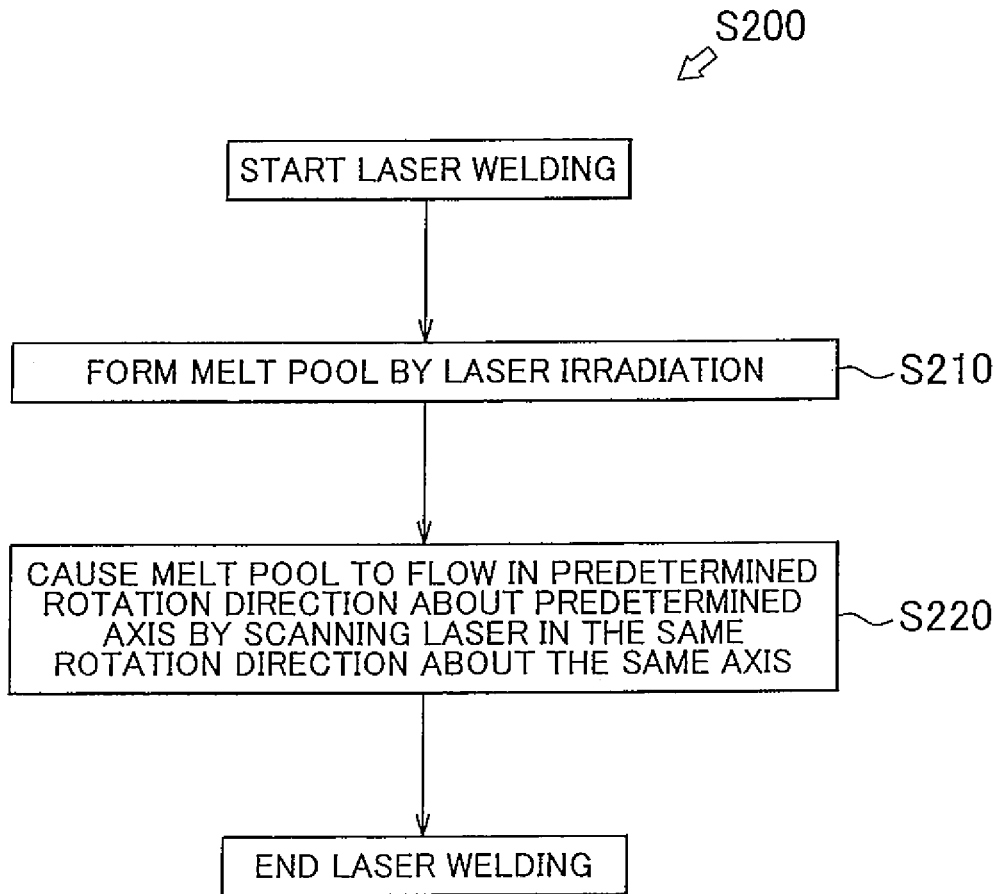 S200
START LASER WELDING
FORM MELT POOL BY LASER IRRADIATION
S210
CAUSE MELT POOL TO FLOW IN PREDETERMINED
ROTATION DIRECTION ABOUT PREDETERMINED
AXIS BY SCANNING LASER IN THE SAME
ROTATION DIRECTION ABOUT THE SAME AXIS
S220
END LASER WELDING